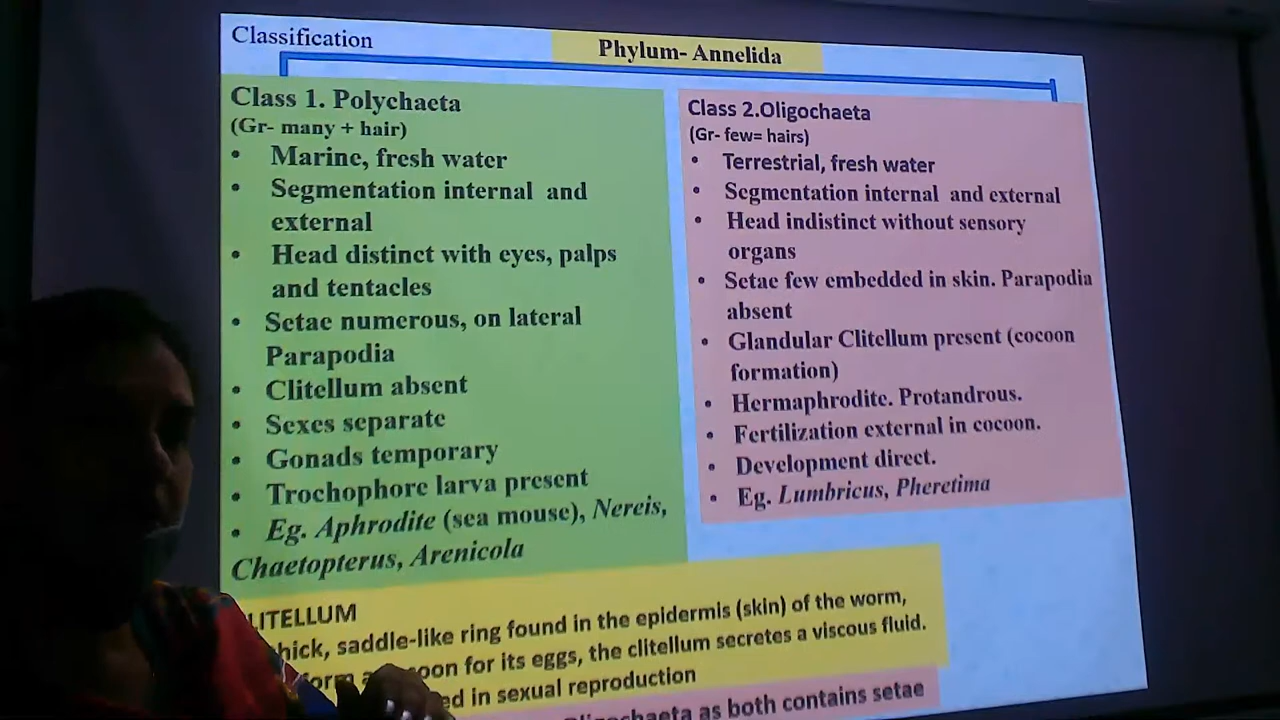 Classification
Phylum- Annelida
Class 1. Polychaeta
(Gr- many + hair)
• Marine, fresh water
• Segmentation internal and
external
• Head distinct with eyes, palps
and tentacles
• Setae numerous, on lateral
Parapodia
• Clitellum absent
• Sexes separate
• Gonads temporary
• Trochophore larva present
• Eg. Aphrodite (sea mouse), Nereis,
Chaetopterus, Arenicola
Class 2.Oligochaeta
(Gr- few= hairs)
• Terrestrial, fresh water
• Segmentation internal and external
• Head indistinct without sensory
organs
• Setae few embedded in skin. Parapodia
absent
• Glandular Clitellum present (cocoon
formation)
• Hermaphrodite. Protandrous.
• Fertilization external in cocoon.
• Development direct.
• Eg. Lumbricus, Pheretima
LITELLUM
hick, saddle-like ring found in the epidermis (skin) of the worm,
orm a oon for its eggs, the clitellum secretes a viscous fluid.
ed in sexual reproduction
chaeta as both contains setae